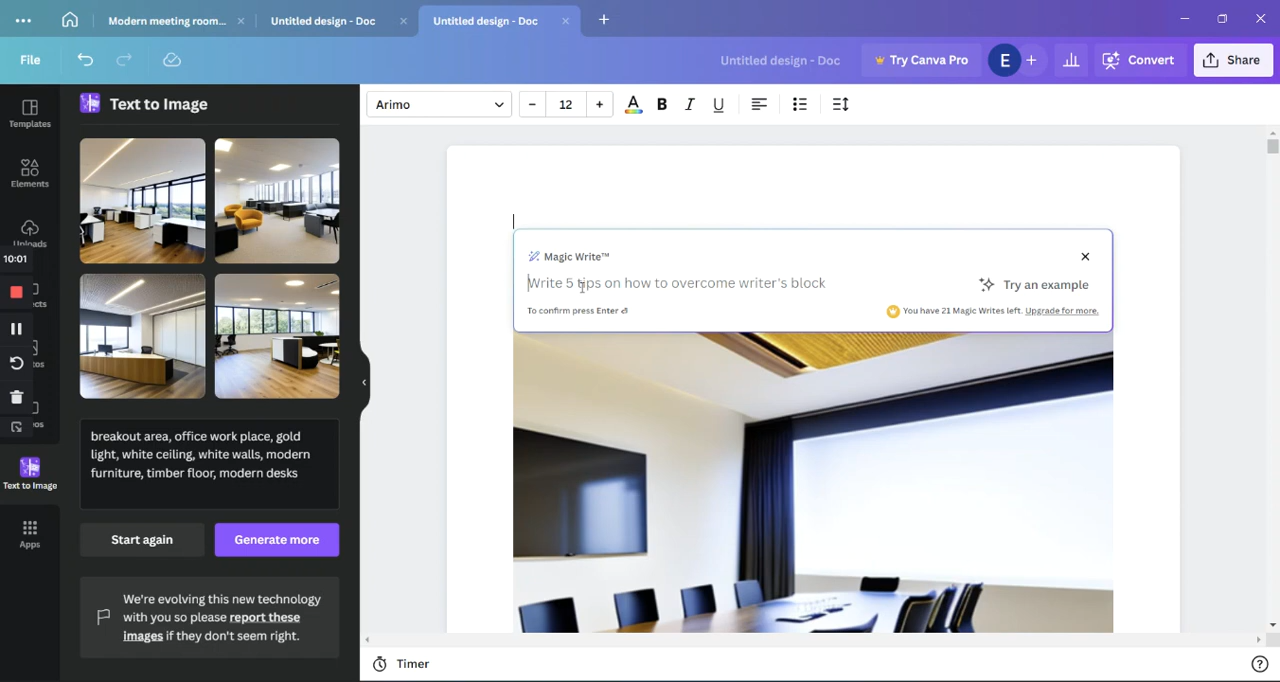 Modern meeting room...
Untitled design - Doc
Untitled design - Doc
File
Untitled design - Doc
Try Canva Pro
E
Convert
Share
Templates
Elements
Uploads
10:01
Text to Image
Apps
Text to Image
breakout area, office work place, gold
light, white ceiling, white walls, modern
furniture, timber floor, modern desks
Start again
Generate more
We're evolving this new technology
with you so please report these
images if they don't seem right.
Arimo
12
A B I U
Magic Write™
Write 5 tips on how to overcome writer's block
Try an example
To confirm press Enter
You have 21 Magic Writes left. Upgrade for more.
Timer